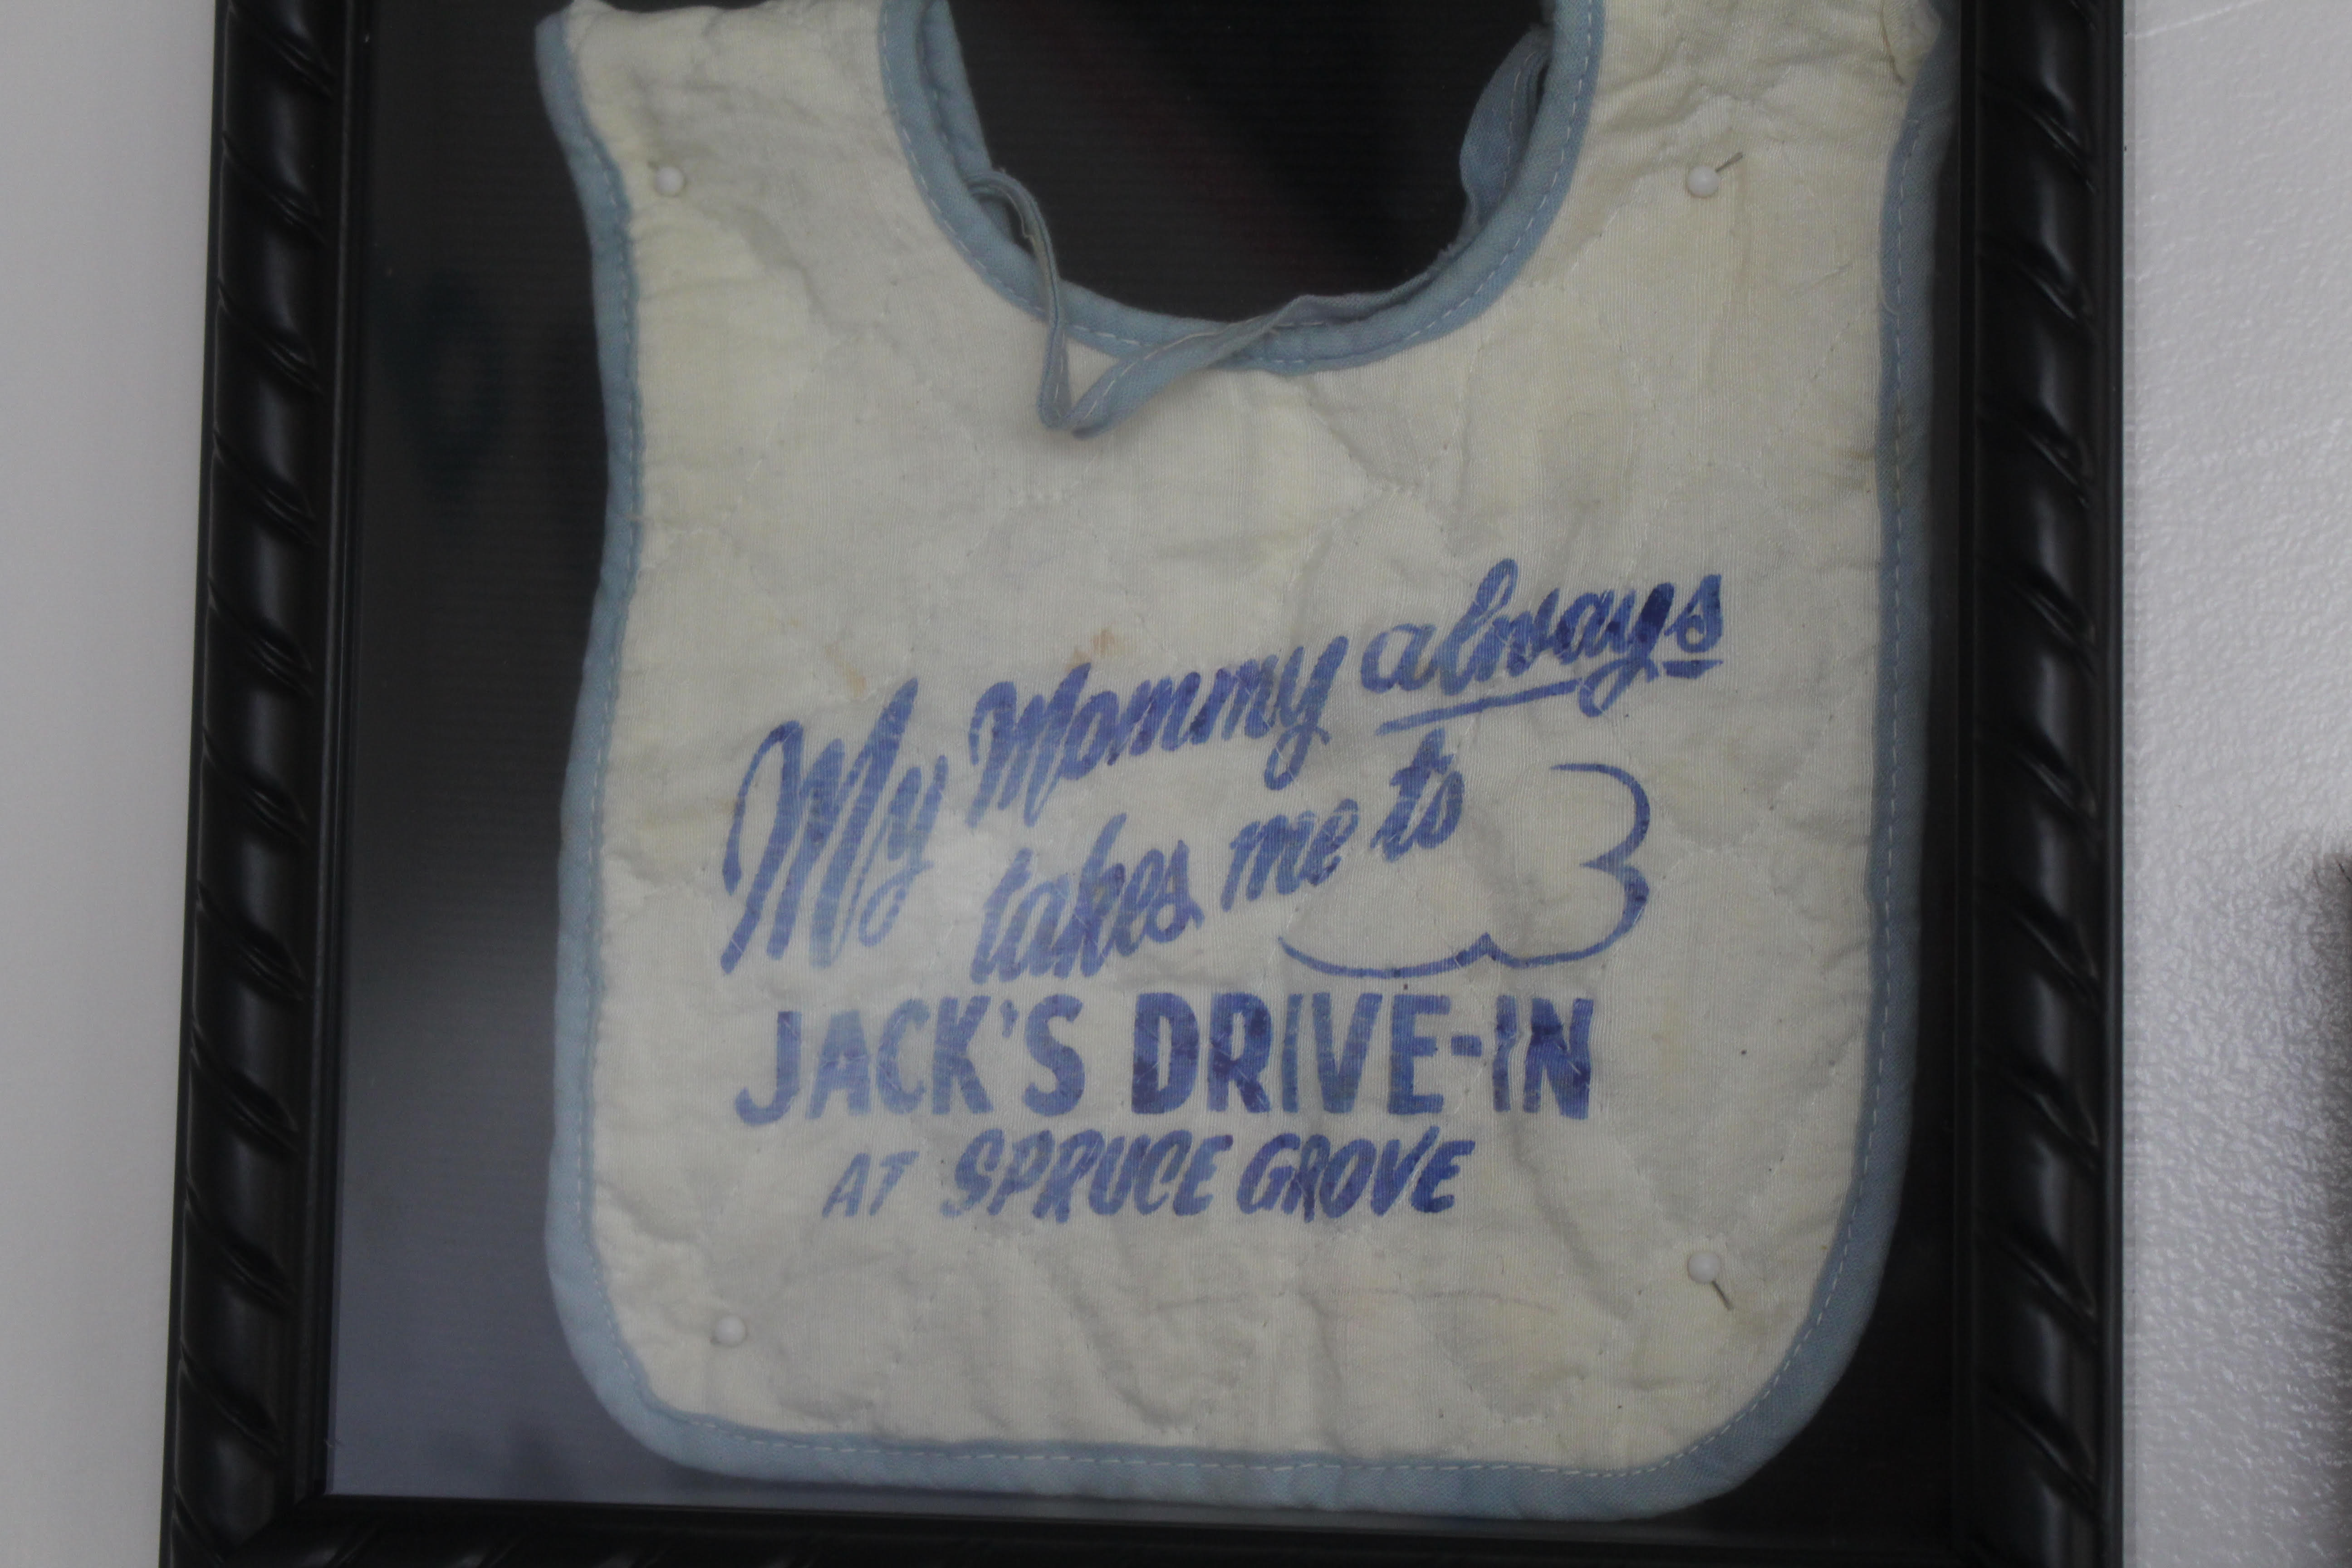 My Mommy always
takes me to
JACK'S DRIVE-IN
AT SPRUCE GROVE